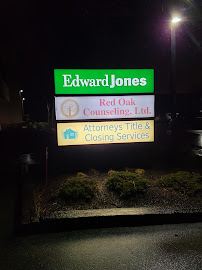 Edward Jones
Red Oak
Counseling, Ltd.
Attorneys Title &
Closing Services